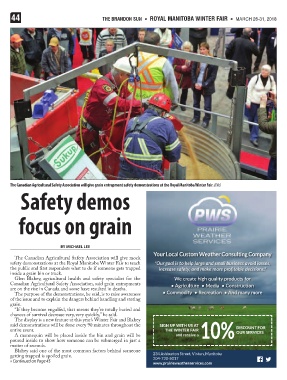 44
THE BRANDON SUN • ROYAL MANITOBA WINTER FAIR • MARCH 26-31, 2018
Sukup
The Canadian Agricultural Safety Association will give grain entrapment safety demonstrations at the Royal Manitoba Winter Fair.
Safety demos
focus on grain
BY MICHAEL LEE
The Canadian Agricultural Safety Association will give mock
safety demonstrations at the Royal Manitoba Winter Fair to teach
the public and first responders what to do if someone gets trapped
inside a grain bin or truck.
Glen Blahey, agricultural health and safety specialist for the
Canadian Agricultural Safety Association, said grain entrapments
are on the rise in Canada, and some have resulted in deaths.
The purpose of the demonstrations, he said, is to raise awareness
of the issue and to explain the dangers behind handling and storing
grain.
"If they become engulfed, that means they're totally buried and
chances of survival decrease very, very quickly," he said.
The display is a new feature at this year's Winter Fair and Blahey
said demonstrations will be done every 90 minutes throughout the
entire event.
A mannequin will be placed inside the bin and grain will be
poured inside to show how someone can be submerged in just a
matter of seconds.
Blahey said one of the most common factors behind someone
getting trapped is spoiled grain.
» Continued on Page
PWS
PRAIRIE
WEATHER
SERVICES
Your Local Custom Weather Consulting Company
"Our goal is to help large and small business avoid losses,
increase safety, and make more profitable decisions."
We create high quality products for:
• Agriculture • Media • Construction
• Commodity • Recreation • And many more
SIGN UP WITH US AT
THE WINTER FAIR
and receive a
10%
DISCOUNT FOR
OUR SERVICES
www.prairieweatherservices.com